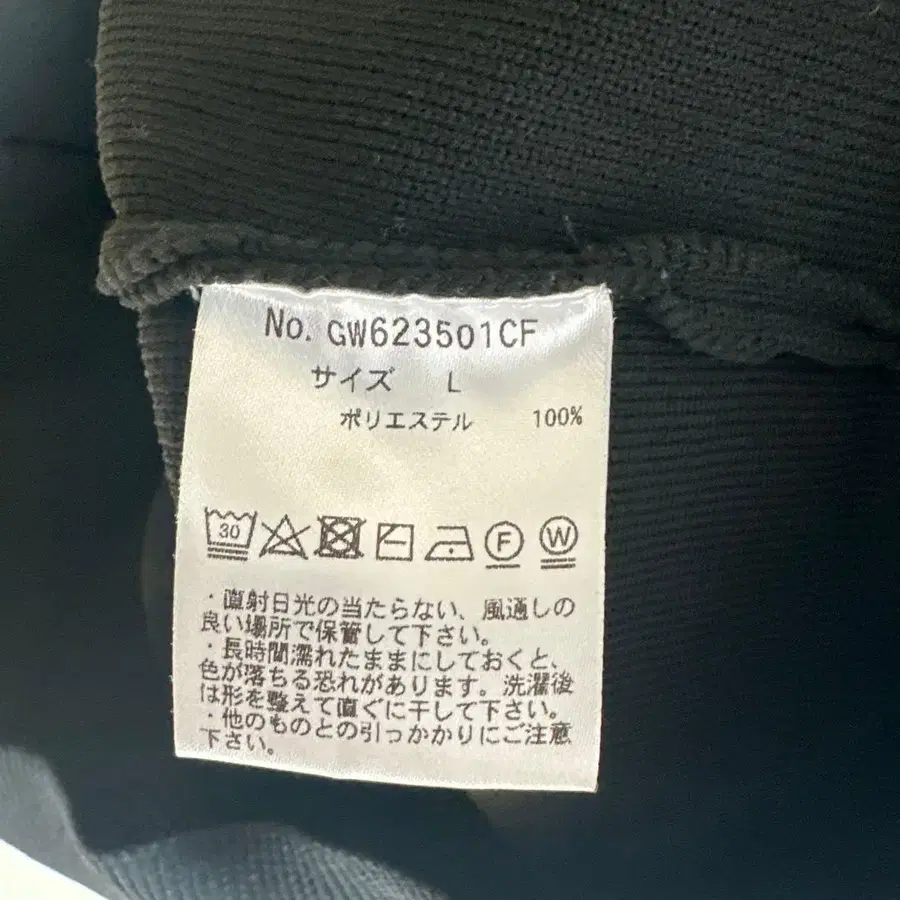 No. GW623501CF
サイズ L
ポリエステル 100%
30 F W
・直射日光の当たらない、風通しの
良い場所で保管して下さい。
・長時間濡れたままにしておくと、
色が落ちる恐れがあります。洗濯後
は形を整えて直ぐに干して下さい。
・他のものとの引っかかりにご注意
下さい。